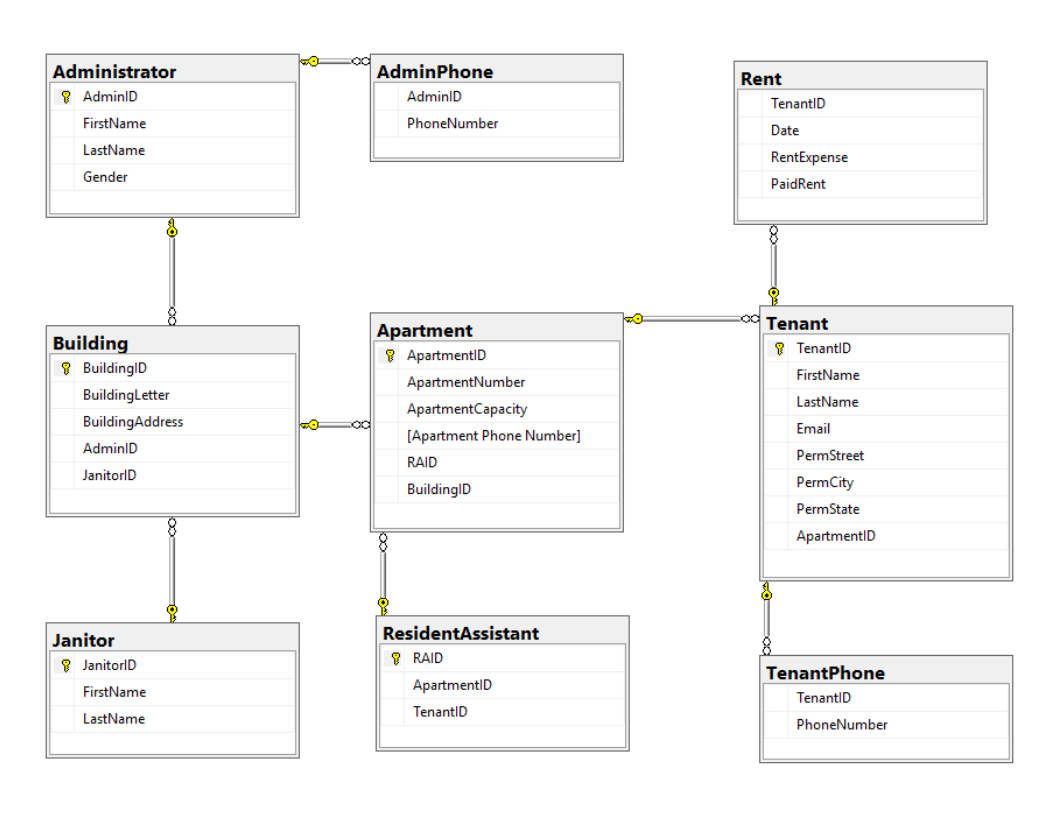 Administrator
AdminID
FirstName
LastName
Gender
AdminPhone
AdminID
PhoneNumber
Rent
TenantID
Date
RentExpense
PaidRent
Building
BuildingID
BuildingLetter
BuildingAddress
AdminID
JanitorID
Apartment
ApartmentID
ApartmentNumber
ApartmentCapacity
[Apartment Phone Number]
RAID
BuildingID
Tenant
TenantID
FirstName
LastName
Email
PermStreet
PermCity
PermState
ApartmentID
Janitor
JanitorID
FirstName
LastName
ResidentAssistant
RAID
ApartmentID
TenantID
TenantPhone
TenantID
PhoneNumber